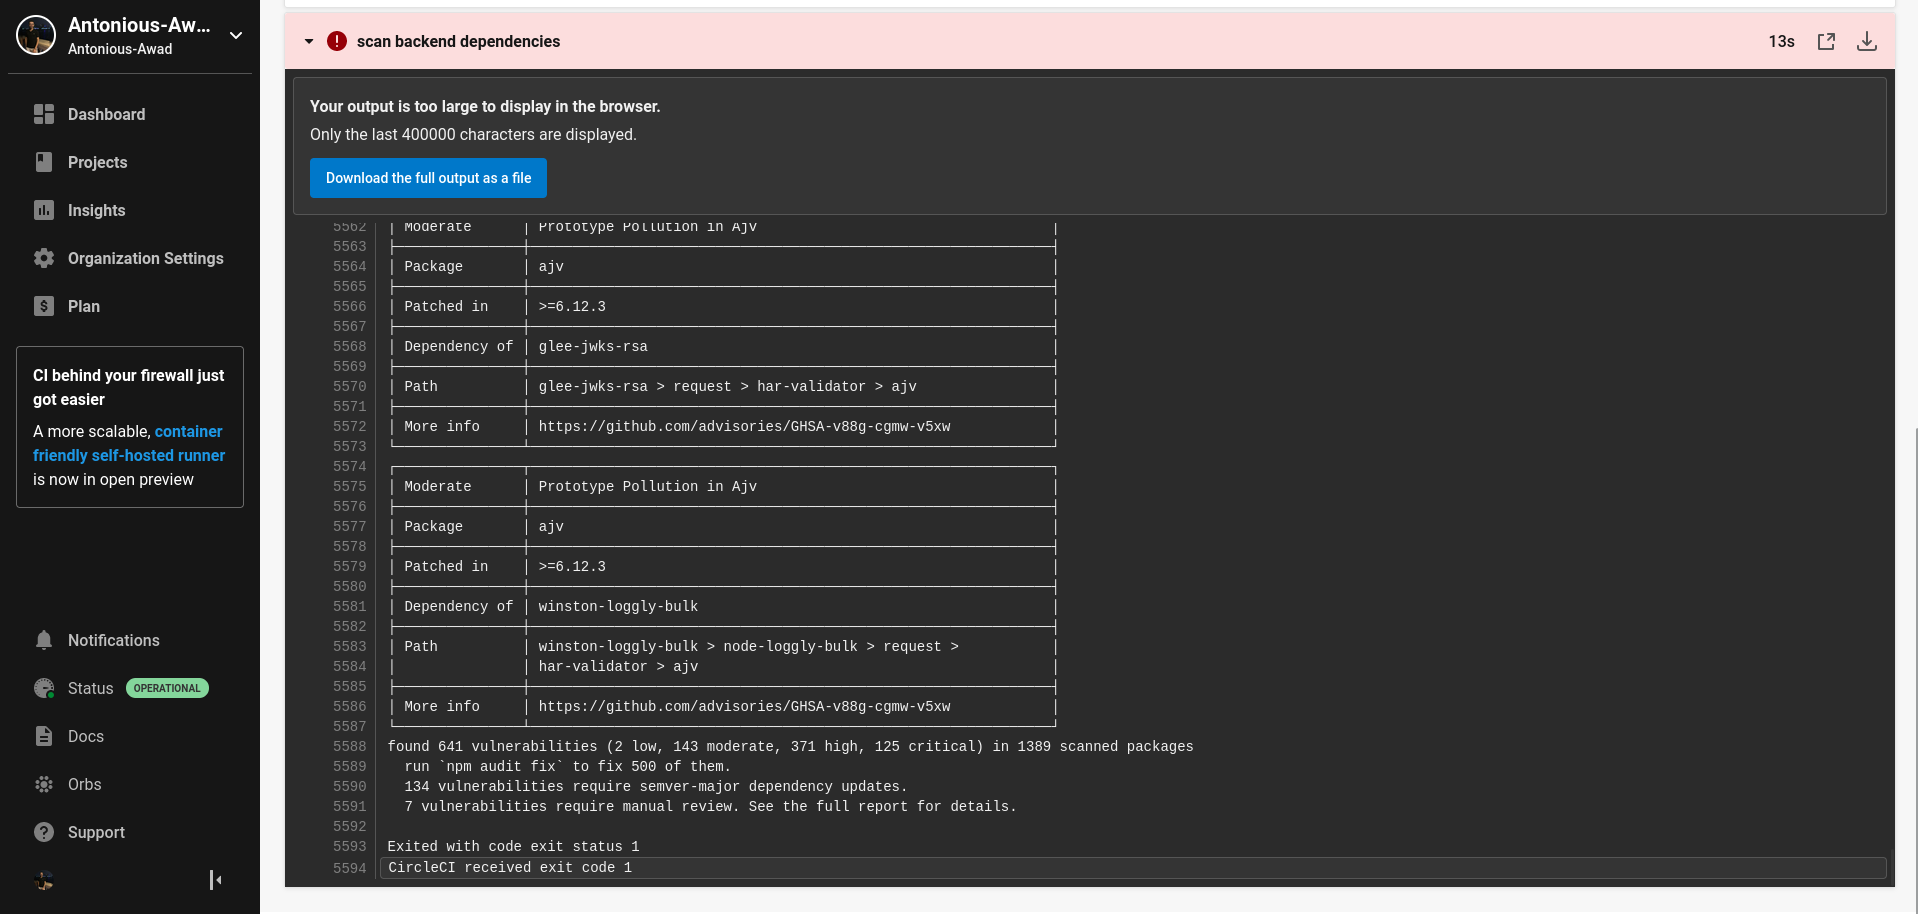 Antonious-Aw...
Antonious-Awad
Dashboard
Projects
Insights
Organization Settings
Plan
CI behind your firewall just
got easier
A more scalable, container
friendly self-hosted runner
is now in open preview
Notifications
Status OPERATIONAL
Docs
Orbs
Support
scan backend dependencies 13s
Your output is too large to display in the browser.
Only the last 400000 characters are displayed.
Download the full output as a file
5562 | Moderate | Prototype Pollution in Ajv |
5563
5564 | Package | ajv |
5565
5566 | Patched in | >=6.12.3 |
5567
5568 | Dependency of | glee-jwks-rsa |
5569
5570 | Path | glee-jwks-rsa > request > har-validator > ajv |
5571
5572 | More info | https://github.com/advisories/GHSA-v88g-cgmw-v5xw |
5573
5574
5575 | Moderate | Prototype Pollution in Ajv |
5576
5577 | Package | ajv |
5578
5579 | Patched in | >=6.12.3 |
5580
5581 | Dependency of | winston-loggly-bulk |
5582
5583 | Path | winston-loggly-bulk > node-loggly-bulk > request > |
5584 | | har-validator > ajv |
5585
5586 | More info | https://github.com/advisories/GHSA-v88g-cgmw-v5xw |
5587
5588 found 641 vulnerabilities (2 low, 143 moderate, 371 high, 125 critical) in 1389 scanned packages
5589 run `npm audit fix` to fix 500 of them.
5590 134 vulnerabilities require semver-major dependency updates.
5591 7 vulnerabilities require manual review. See the full report for details.
5592
5593 Exited with code exit status 1
5594 CircleCI received exit code 1